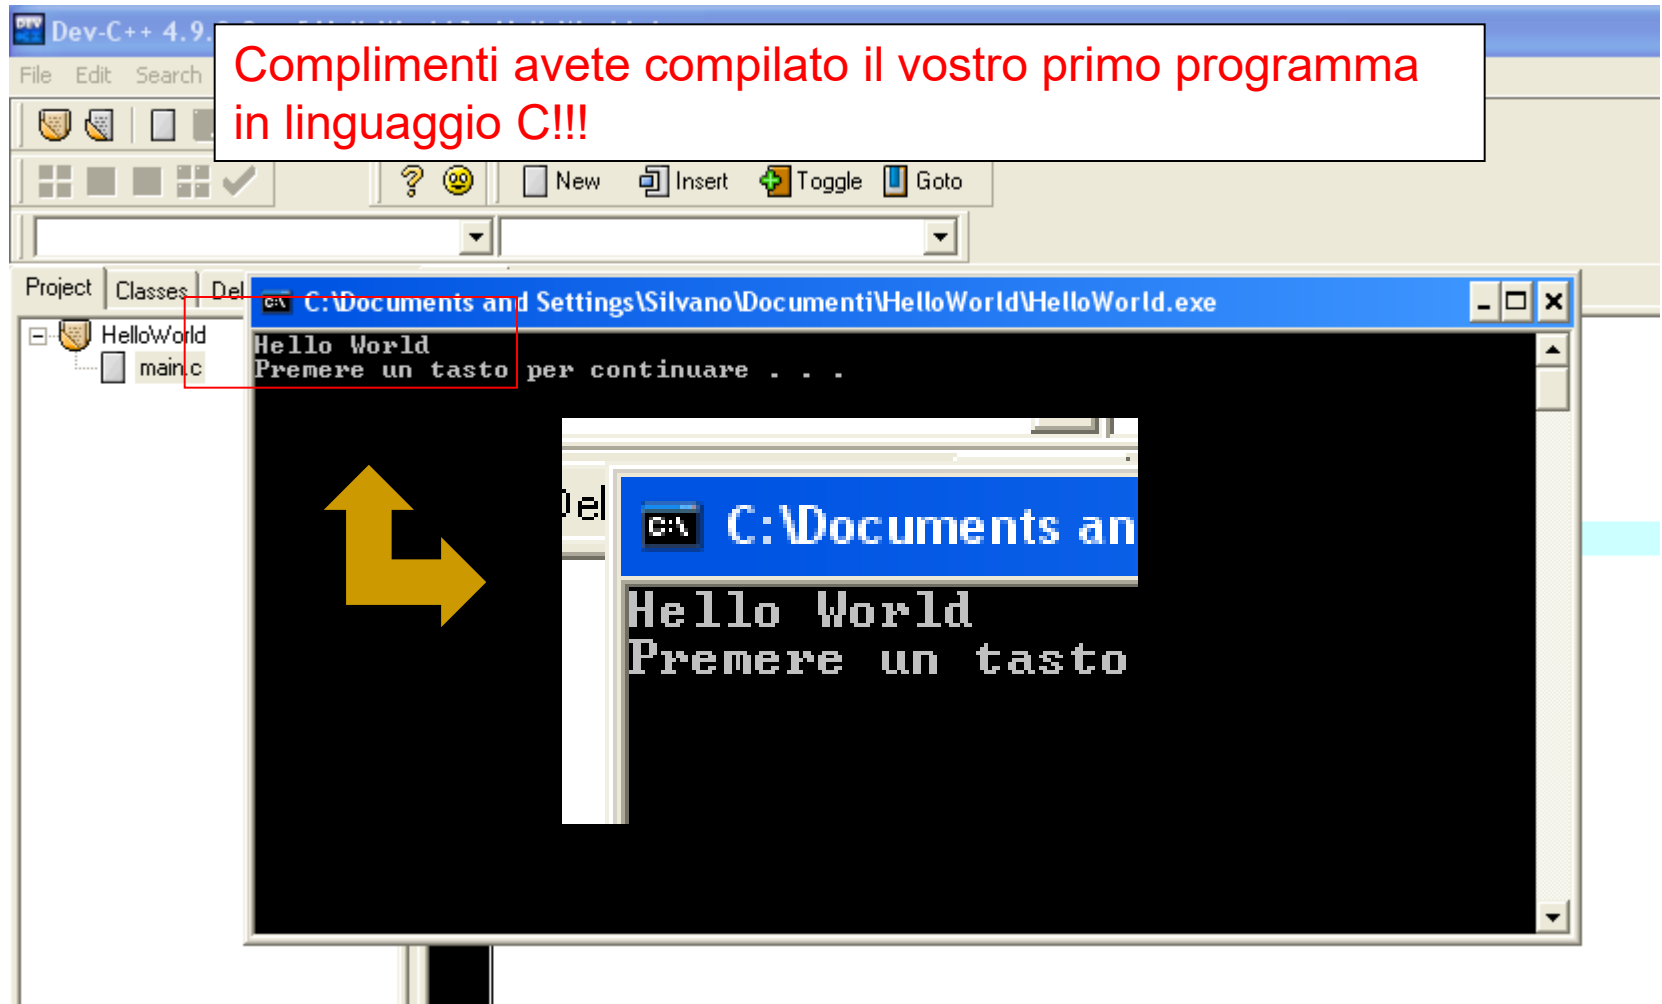 Dev-C++ 4.9.
Complimenti avete compilato il vostro primo programma
in linguaggio C!!!
File Edit Search
New Insert Toggle Goto
Project Classes Del
C:\Documents and Settings\Silvano\Documenti\HelloWorld\HelloWorld.exe
HelloWorld
main.c
Hello World
Premere un tasto per continuare . . .
Del
C:\Documents an
Hello World
Premere un tasto